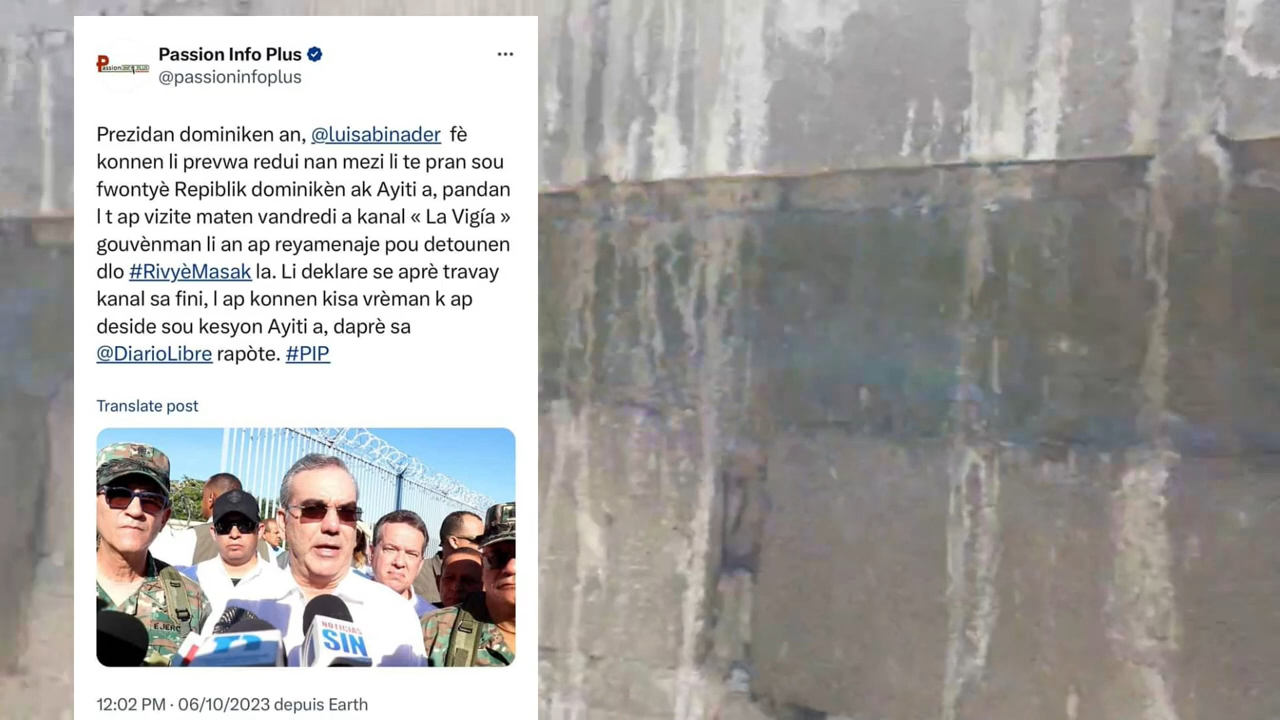 Passion Info Plus
@passioninfoplus
Prezidan dominiken an, @luisabinader fè
konnen li prevwa redui nan mezi li te pran sou
fwontyè Repiblik dominikèn ak Ayiti a, pandan
l t ap vizite maten vandredi a kanal « La Vigía »
gouvènman li an ap reyamenaje pou detounen
dlo #RivyèMasak la. Li deklare se aprè travay
kanal sa fini, l ap konnen kisa vrèman k ap
deside sou kesyon Ayiti a, daprè sa
@DiarioLibre rapòte. #PIP
Translate post
EJERC
NOTICIAS
SIN
12:02 PM · 06/10/2023 depuis Earth